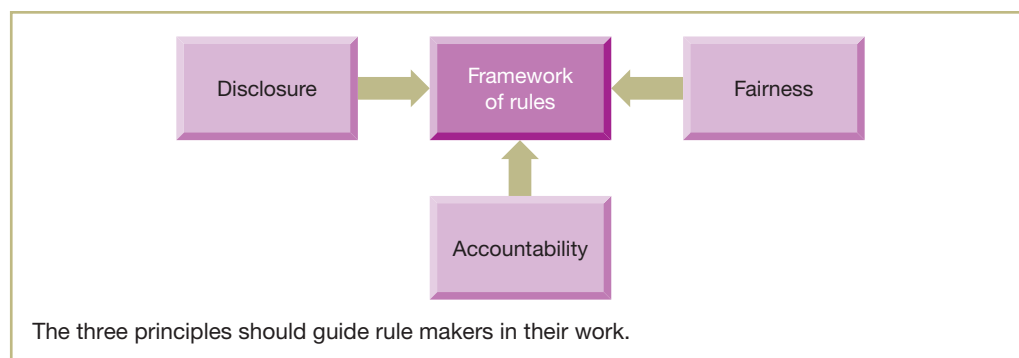 Disclosure
Framework
of rules
Fairness
Accountability
The three principles should guide rule makers in their work.